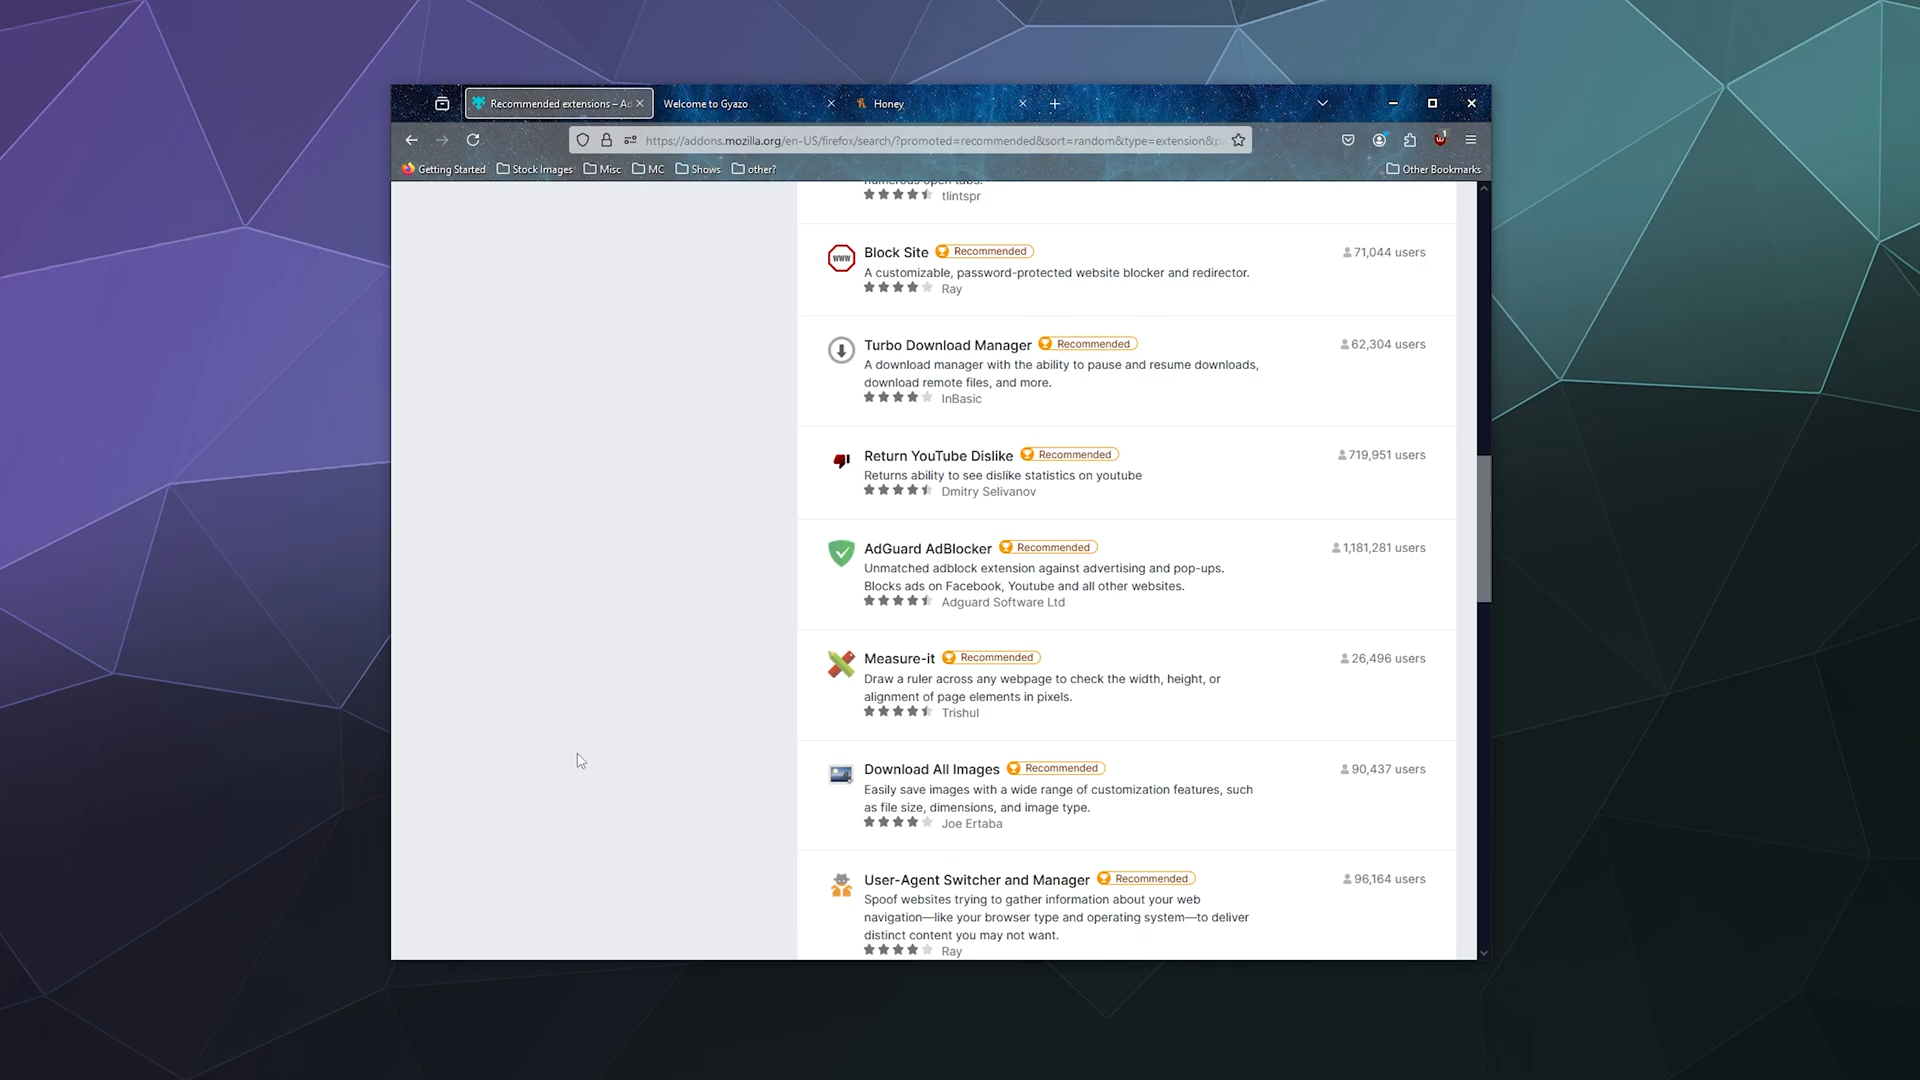 Recommended extensions – Ad
Welcome to Gyazo
Honey
https://addons.mozilla.org/en-US/firefox/search/?promoted=recommended&sort=random&type=extension&p
1
Getting Started
Stock Images
Misc
MC
Shows
other?
Other Bookmarks
numerous open tabs.
tlintspr
www
Block Site
Recommended
71,044 users
A customizable, password-protected website blocker and redirector.
Ray
Turbo Download Manager
Recommended
62,304 users
A download manager with the ability to pause and resume downloads,
download remote files, and more.
InBasic
Return YouTube Dislike
Recommended
719,951 users
Returns ability to see dislike statistics on youtube
Dmitry Selivanov
AdGuard AdBlocker
Recommended
1,181,281 users
Unmatched adblock extension against advertising and pop-ups.
Blocks ads on Facebook, Youtube and all other websites.
Adguard Software Ltd
Measure-it
Recommended
26,496 users
Draw a ruler across any webpage to check the width, height, or
alignment of page elements in pixels.
Trishul
Download All Images
Recommended
90,437 users
Easily save images with a wide range of customization features, such
as file size, dimensions, and image type.
Joe Ertaba
User-Agent Switcher and Manager
Recommended
96,164 users
Spoof websites trying to gather information about your web
navigation—like your browser type and operating system—to deliver
distinct content you may not want.
Ray